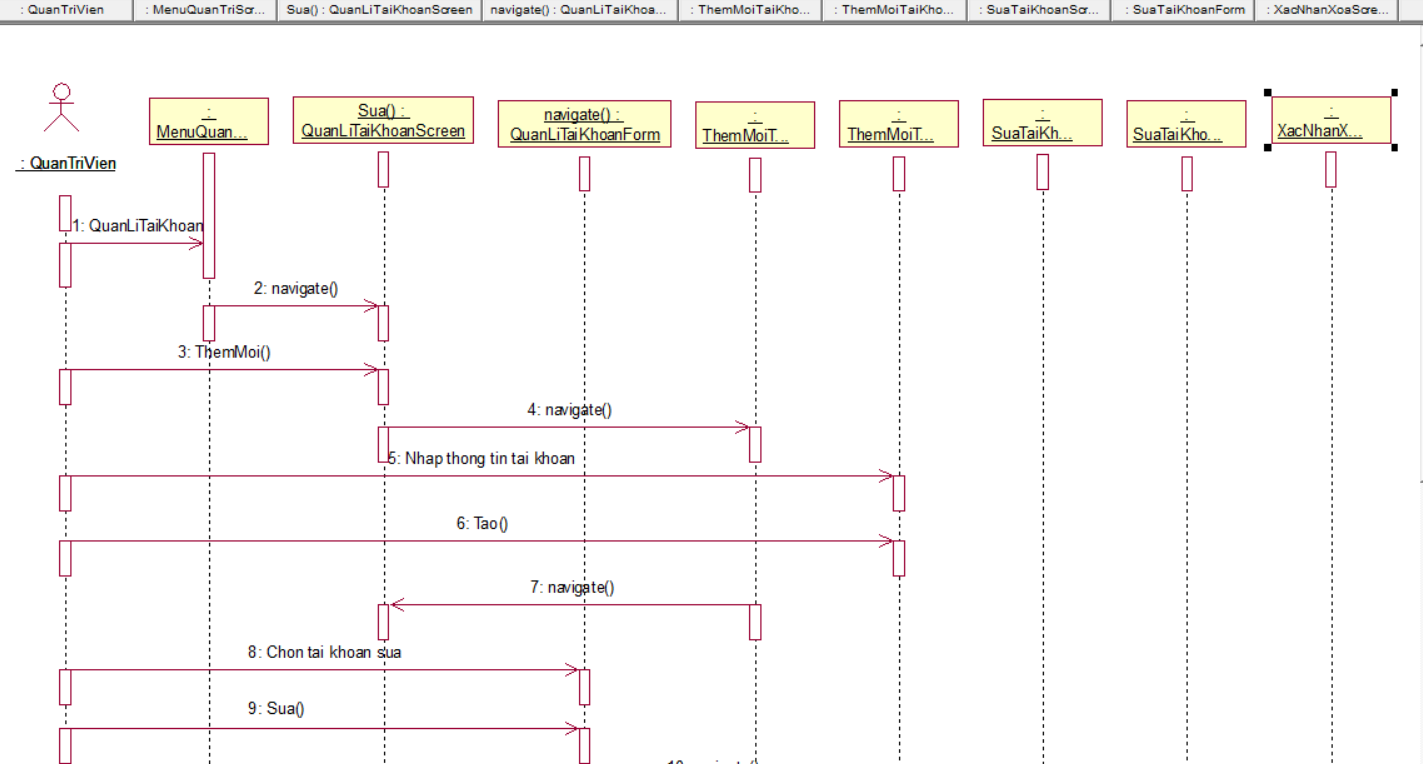 : QuanTriVien
: MenuQuanTriScr...
Sua() : QuanLiTaiKhoanScreen
navigate() : QuanLiTaiKhoa...
: ThemMoiTaiKho...
: ThemMoiTaiKho...
: SuaTaiKhoanScr...
: SuaTaiKhoanForm
: XacNhanXoaScre...
: QuanTriVien
:
MenuQuan...
Sua() :
QuanLiTaiKhoanScreen
navigate() :
QuanLiTaiKhoanForm
:
ThemMoiT...
:
ThemMoiT...
:
SuaTaiKh...
:
SuaTaiKho...
:
XacNhanX...
1: QuanLiTaiKhoan
2: navigate()
3: ThemMoi()
4: navigate()
5: Nhap thong tin tai khoan
6: Tao()
7: navigate()
8: Chon tai khoan sua
9: Sua()